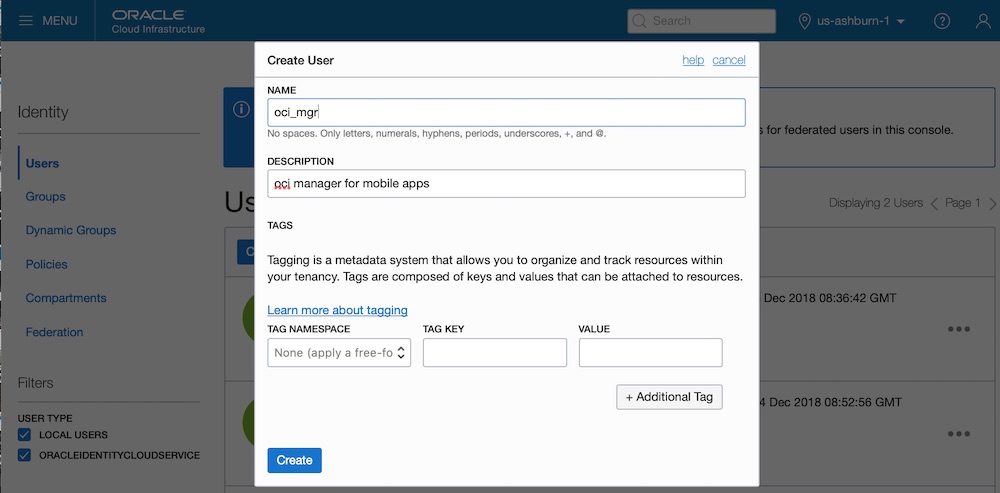 MENU
ORACLE
Cloud Infrastructure
Search
us-ashburn-1
Create User
help cancel
NAME
oci_mgr
No spaces. Only letters, numerals, hyphens, periods, underscores, +, and @.
DESCRIPTION
oci manager for mobile apps
TAGS
Tagging is a metadata system that allows you to organize and track resources within
your tenancy. Tags are composed of keys and values that can be attached to resources.
Learn more about tagging
TAG NAMESPACE TAG KEY VALUE
None (apply a free-fo
+ Additional Tag
Create
Identity
Users
Groups
Dynamic Groups
Policies
Compartments
Federation
Filters
USER TYPE
LOCAL USERS
ORACLEIDENTITYCLOUDSERVICE
s for federated users in this console.
Us
Displaying 2 Users Page 1
C
Dec 2018 08:36:42 GMT
4 Dec 2018 08:52:56 GMT